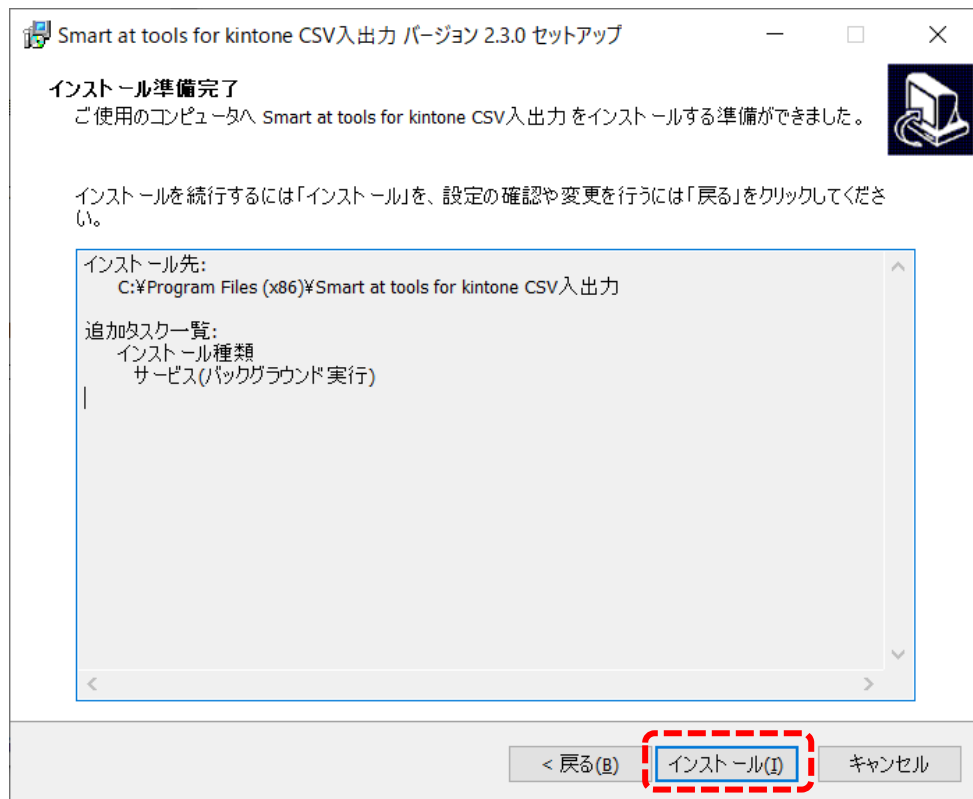 Smart at tools for kintone CSV入出力 バージョン 2.3.0 セットアップ
インストール準備完了
ご使用のコンピュータへ Smart at tools for kintone CSV入出力 をインストールする準備ができました。
インストールを続行するには「インストール」を、設定の確認や変更を行うには「戻る」をクリックしてくださ
い。
インストール先:
C:¥Program Files (x86)¥Smart at tools for kintone CSV入出力
追加タスク一覧:
インストール種類
サービス(バックグラウンド実行)
< 戻る(B)
インストール(I)
キャンセル